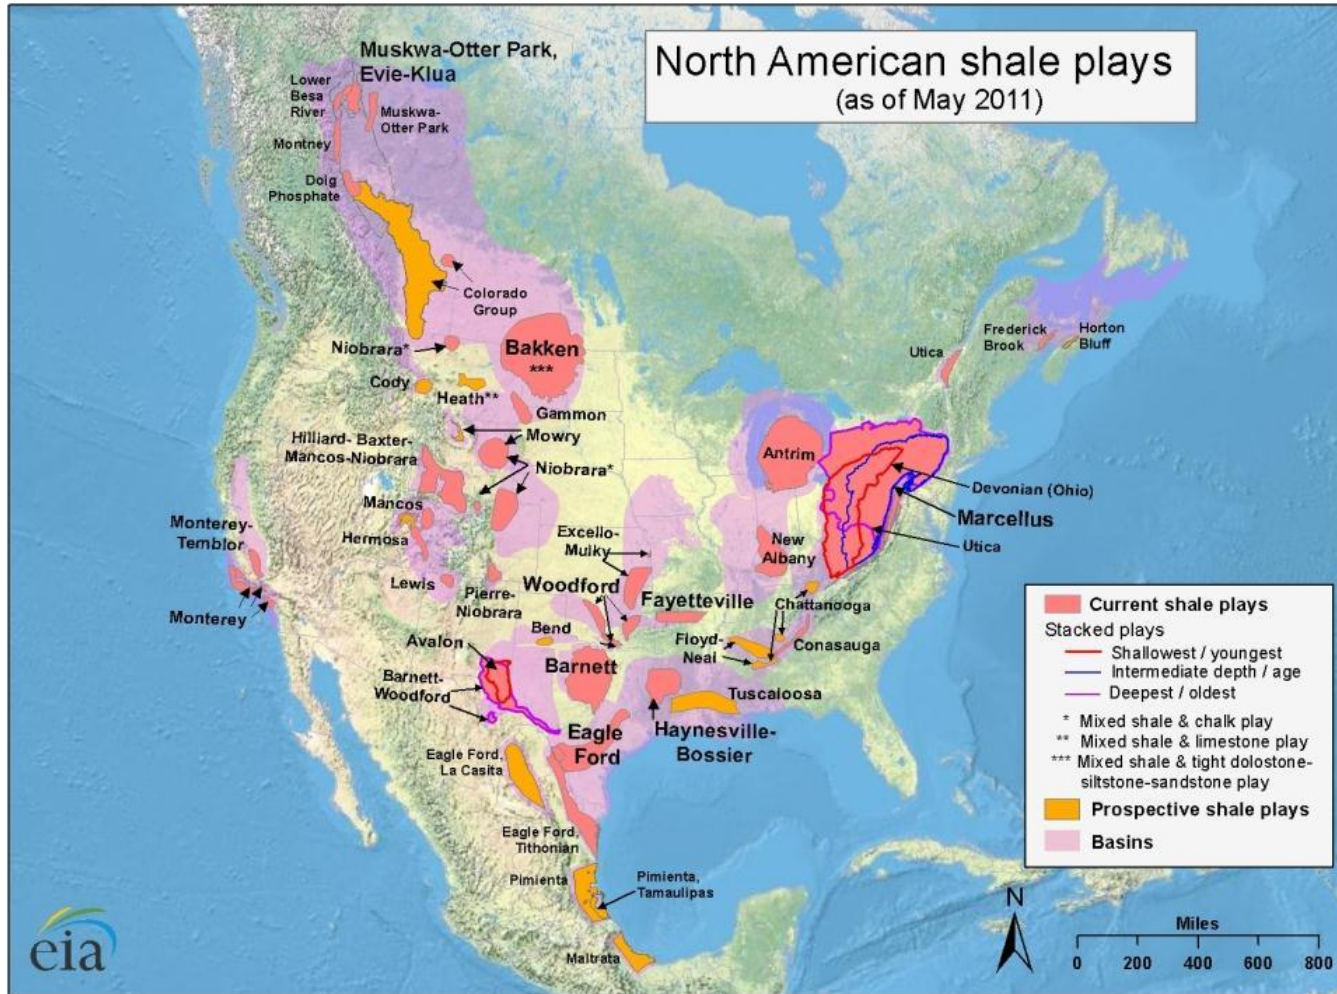 North American shale plays
(as of May 2011)
Muskwa-Otter Park,
Evie-Klua
Lower
Besa
River
Muskwa-
Otter Park
Montney
Doig
Phosphate
Colorado
Group
Niobrara*
Bakken
***
Cody
Heath**
Gammon
Mowry
Hilliard- Baxter-
Mancos-Niobrara
Niobrara*
Mancos
Hermosa
Monterey-
Temblor
Monterey
Lewis
Pierre-
Niobrara
Excello-
Mulky
Woodford
Fayetteville
New
Albany
Antrim
Utica
Frederick
Brook
Horton
Bluff
Devonian (Ohio)
Marcellus
Utica
Chattanooga
Conasauga
Floyd-
Neal
Bend
Avalon
Barnett
Barnett-
Woodford
Tuscaloosa
Haynesville-
Bossier
Eagle
Ford
Eagle Ford,
La Casita
Eagle Ford,
Tithonian
Pimienta
Pimienta,
Tamaulipas
Maltrata
Current shale plays
Stacked plays
Shallowest / youngest
Intermediate depth / age
Deepest / oldest
* Mixed shale & chalk play
** Mixed shale & limestone play
*** Mixed shale & tight dolostone-
siltstone-sandstone play
Prospective shale plays
Basins
N
Miles
0 200 400 600 800
eia